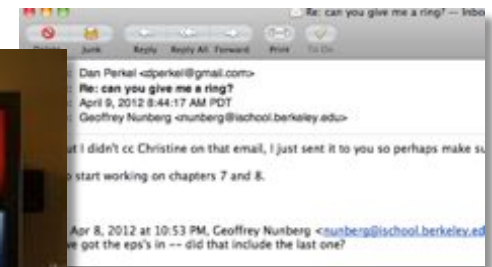 Re: can you give me a ring? — Inbo
Junk Reply Reply All Forward Print To Do
Dan Perkel <dperkel@gmail.com>
Re: can you give me a ring?
April 9, 2012 8:44:17 AM PDT
Geoffrey Nunberg <nunberg@ischool.berkeley.edu>
ut I didn't cc Christine on that email, I just sent it to you so perhaps make su
start working on chapters 7 and 8.
Apr 8, 2012 at 10:53 PM, Geoffrey Nunberg <nunberg@ischool.berkeley.ed
ve got the eps's in -- did that include the last one?